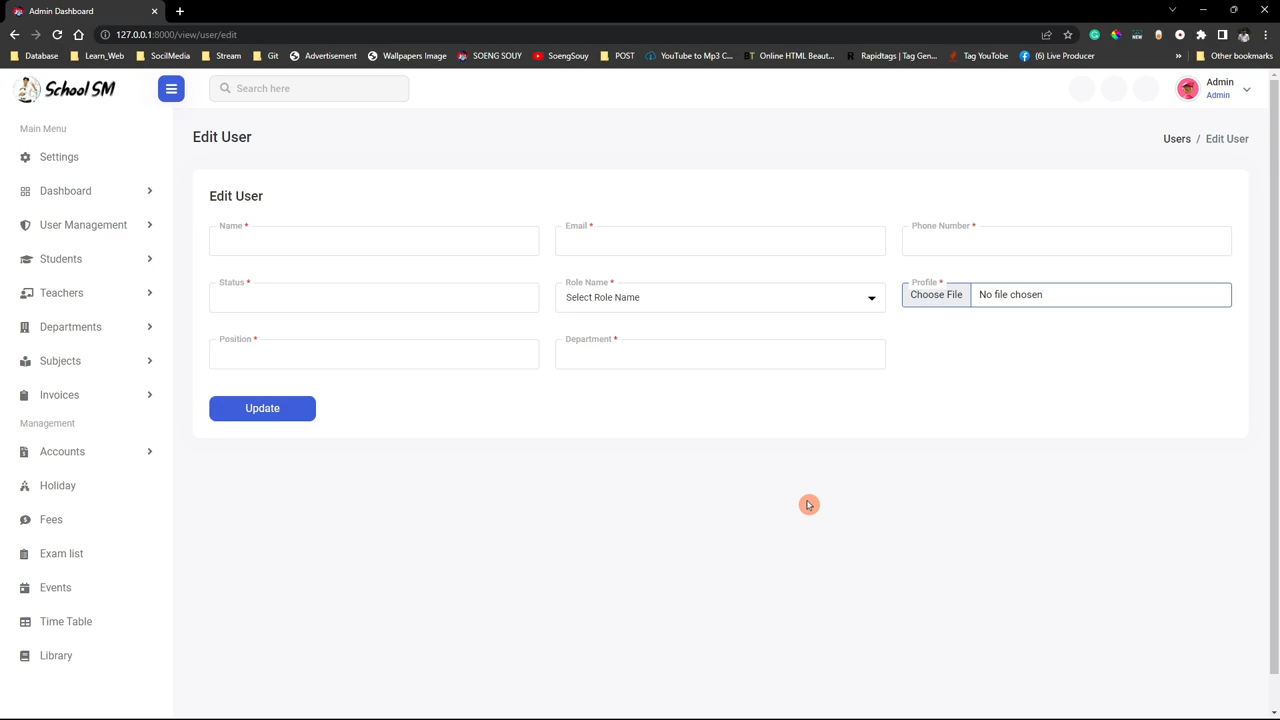 Admin Dashboard
127.0.0.1:8000/view/user/edit
Database
Learn_Web
SocilMedia
Stream
Git
Advertisement
Wallpapers Image
SOENG SOUY
SoengSouy
POST
YouTube to Mp3 C...
Online HTML Beaut...
Rapidtags | Tag Gen...
Tag YouTube
(6) Live Producer
»
Other bookmarks
School SM
Search here
Admin
Admin
Main Menu
Settings
Dashboard
User Management
Students
Teachers
Departments
Subjects
Invoices
Management
Accounts
Holiday
Fees
Exam list
Events
Time Table
Library
Edit User
Users / Edit User
Edit User
Name *
Email *
Phone Number *
Status *
Role Name *
Select Role Name
Profile *
Choose File
No file chosen
Position *
Department *
Update